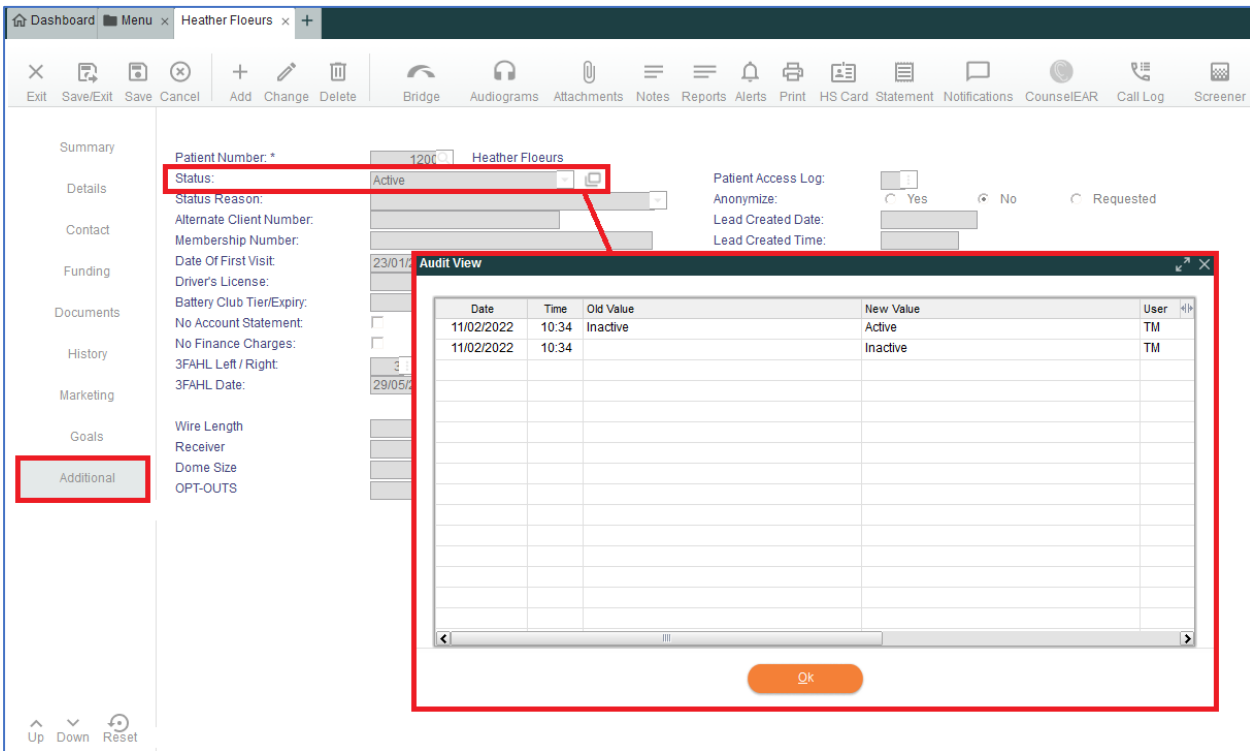 Dashboard Menu × Heather Floeurs × +
Exit Save/Exit Save Cancel Add Change Delete Bridge Audiograms Attachments Notes Reports Alerts Print HS Card Statement Notifications CounselEAR Call Log Screener
Summary
Details
Contact
Funding
Documents
History
Marketing
Goals
Additional
Patient Number: * 1200 Heather Floeurs
Status: Active Patient Access Log:
Status Reason: Anonymize: Yes No Requested
Alternate Client Number: Lead Created Date:
Membership Number: Lead Created Time:
Date Of First Visit: 23/01/
Driver's License:
Battery Club Tier/Expiry:
No Account Statement:
No Finance Charges:
3FAHL Left / Right: 3
3FAHL Date: 29/05/
Wire Length
Receiver
Dome Size
OPT-OUTS
Audit View
Date Time Old Value New Value User
11/02/2022 10:34 Inactive Active TM
11/02/2022 10:34 Inactive TM
Ok
Up Down Reset